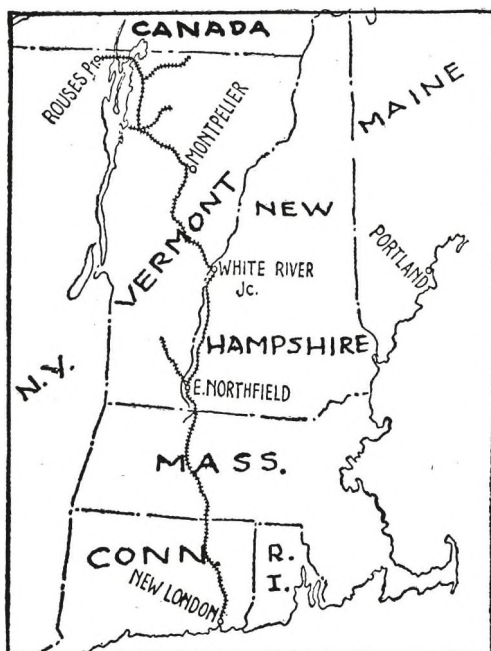 CANADA
ROUSES PT.
MAINE
MONTPELIER
VERMONT
NEW
PORTLAND
WHITE RIVER
Jc.
HAMPSHIRE
N.Y.
E. NORTHFIELD
MASS.
CONN.
R.
I.
NEW LONDON